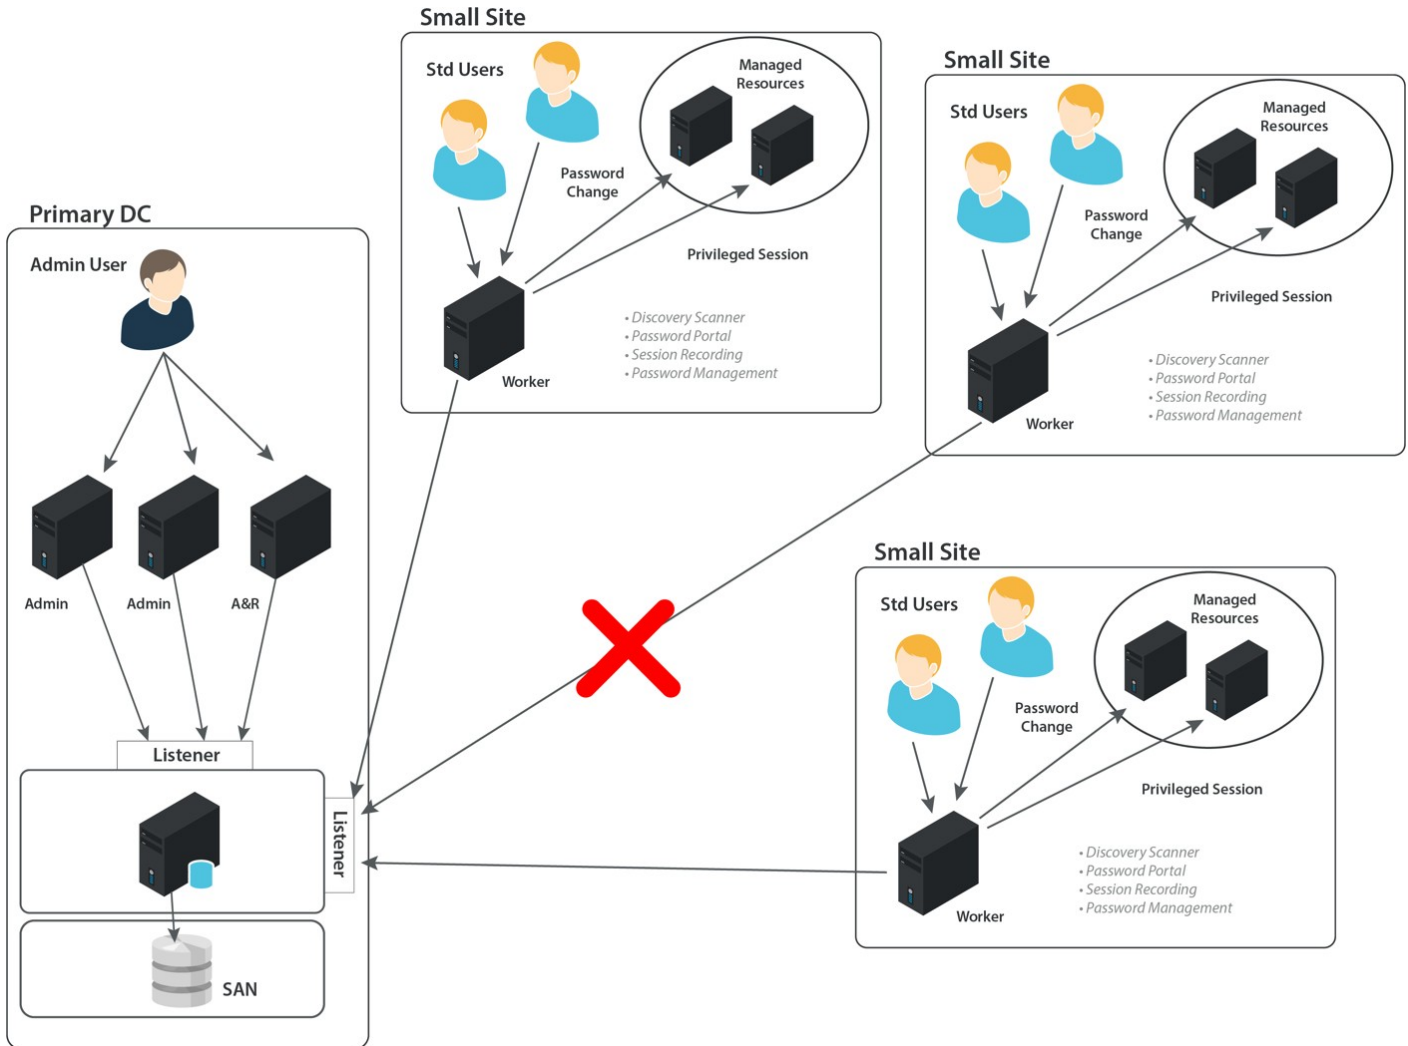 Small Site
Std Users
Managed
Resources
Password
Change
Privileged Session
• Discovery Scanner
• Password Portal
• Session Recording
• Password Management
Worker
Small Site
Std Users
Managed
Resources
Password
Change
Privileged Session
• Discovery Scanner
• Password Portal
• Session Recording
• Password Management
Worker
Primary DC
Admin User
Admin
Admin
A&R
Listener
Listener
SAN
Small Site
Std Users
Managed
Resources
Password
Change
Privileged Session
• Discovery Scanner
• Password Portal
• Session Recording
• Password Management
Worker